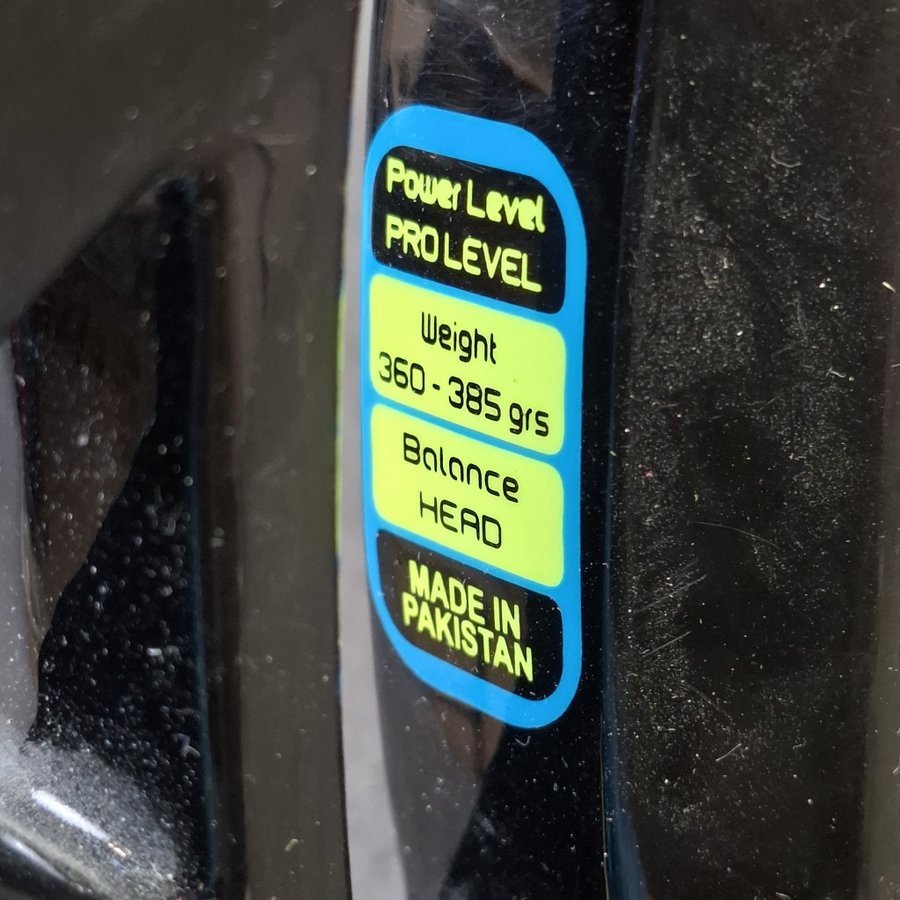 Power Level
PRO LEVEL
Weight
360 - 385 grs
Balance
HEAD
MADE IN
PAKISTAN